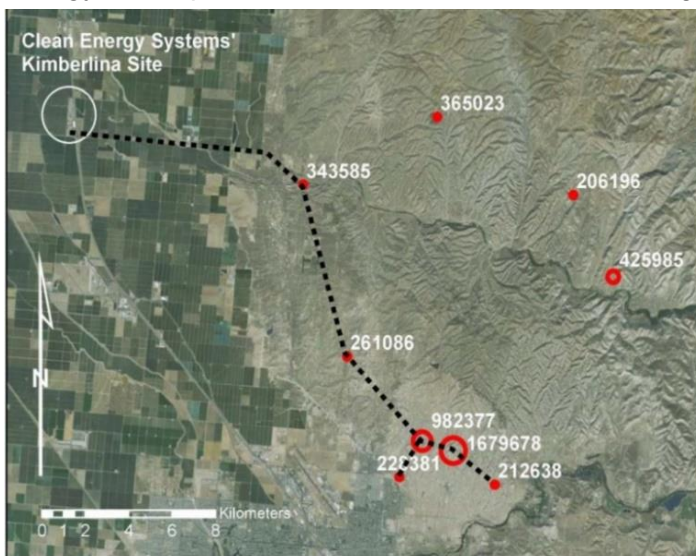 Clean Energy Systems'
Kimberlina Site
365023
343585
206196
425985
261086
982377
1679678
212638
N
Kilometers
0 1 2 4 6 8